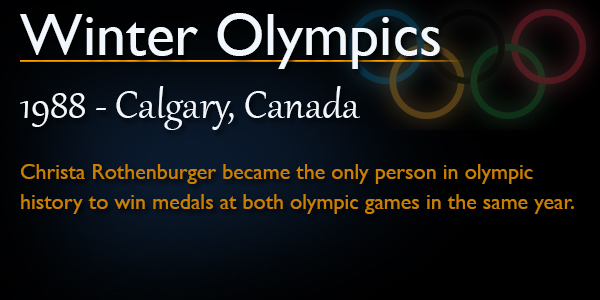 Winter Olympics
1988 - Calgary, Canada
Christa Rothenburger became the only person in olympic
history to win medals at both olympic games in the same year.